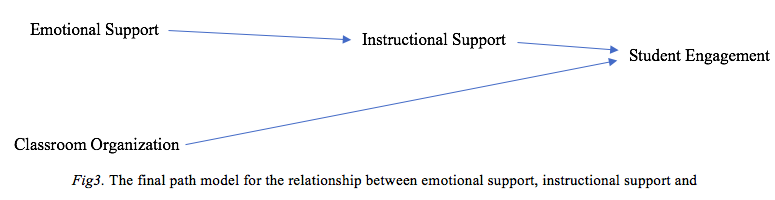 Emotional Support
Instructional Support
Student Engagement
Classroom Organization
Fig3. The final path model for the relationship between emotional support, instructional support and